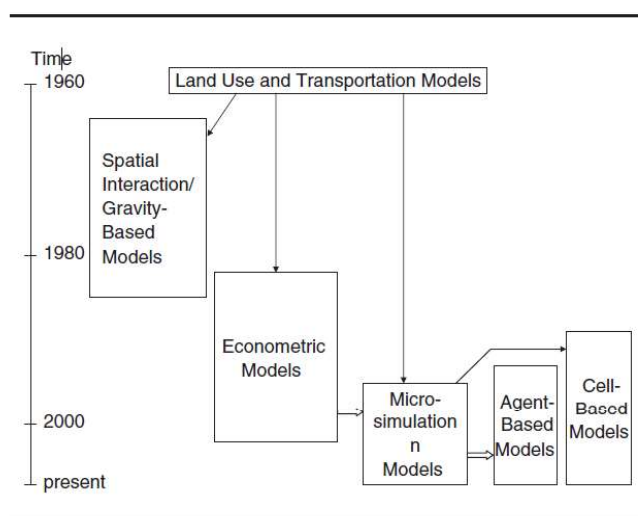 Time
1960
Land Use and Transportation Models
Spatial
Interaction/
Gravity-
Based
Models
1980
Econometric
Models
Micro-
simulation
n
Models
Agent-
Based
Models
Cell-
Based
Models
2000
present